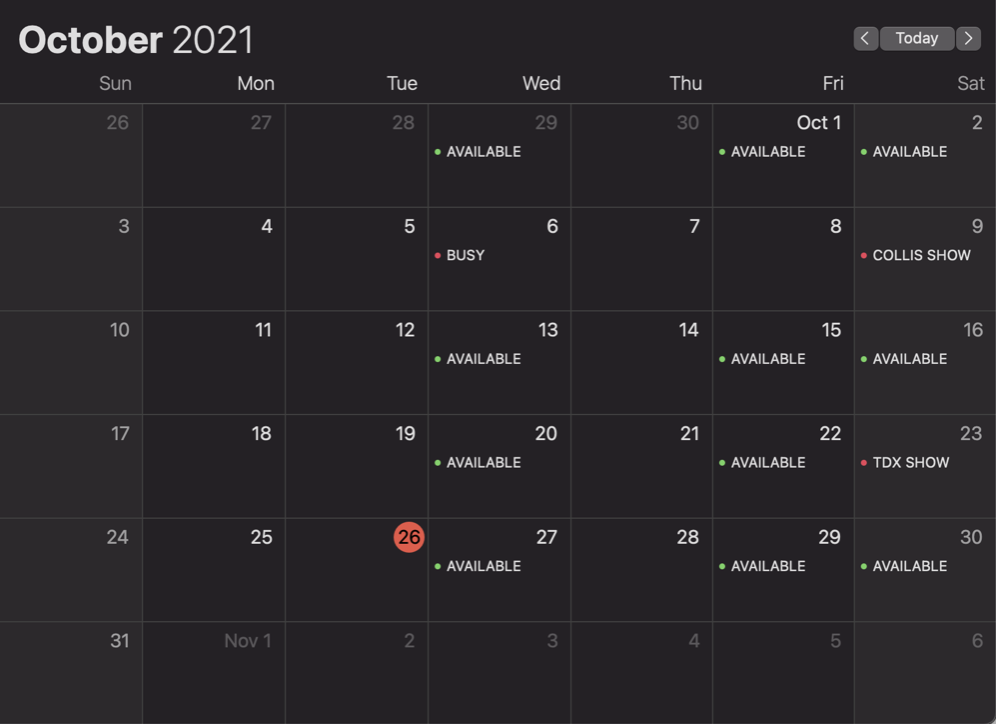 October 2021
Today
Sun Mon Tue Wed Thu Fri Sat
26 27 28 29 30 Oct 1 2
AVAILABLE AVAILABLE AVAILABLE
3 4 5 6 7 8 9
BUSY COLLIS SHOW
10 11 12 13 14 15 16
AVAILABLE AVAILABLE AVAILABLE
17 18 19 20 21 22 23
AVAILABLE AVAILABLE TDX SHOW
24 25 26 27 28 29 30
AVAILABLE AVAILABLE AVAILABLE
31 Nov 1 2 3 4 5 6